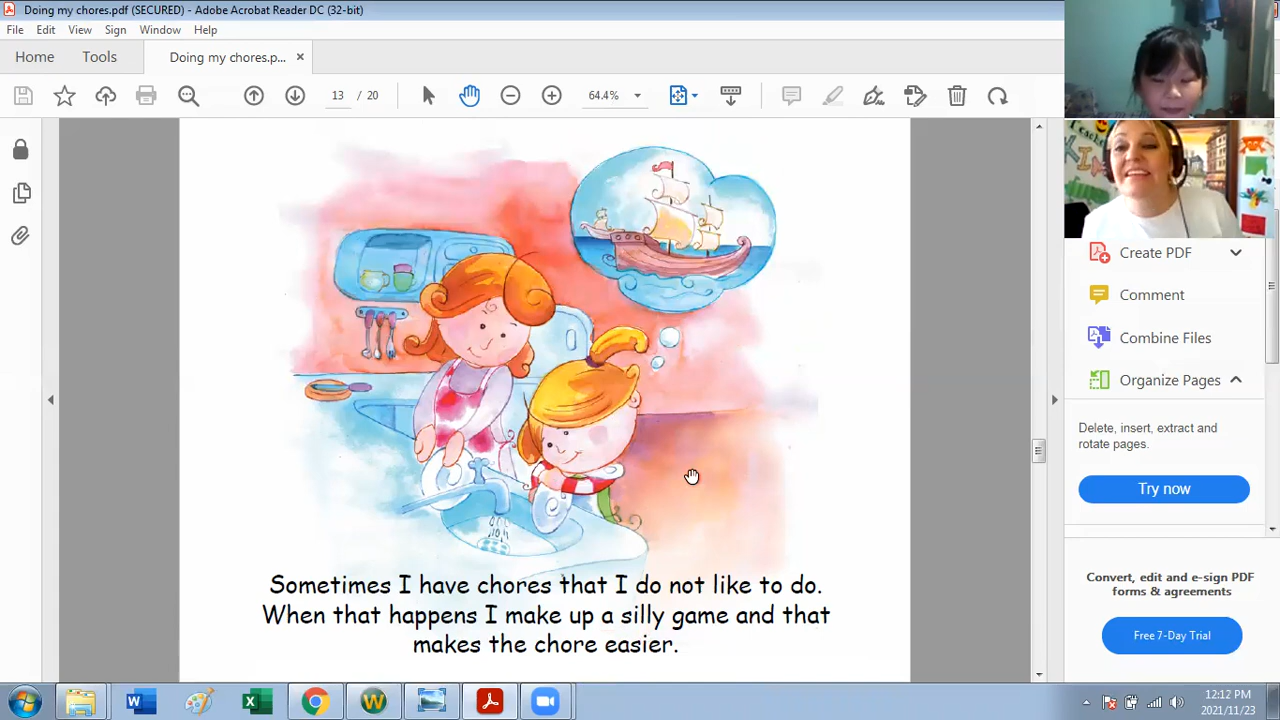 Doing my chores.pdf (SECURED) - Adobe Acrobat Reader DC (32-bit)
File Edit View Sign Window Help
Home Tools Doing my chores.p... ×
13 / 20 64.4%
Create PDF
Comment
Combine Files
Organize Pages
Delete, insert, extract and
rotate pages.
Try now
Convert, edit and e-sign PDF
forms & agreements
Free 7-Day Trial
Sometimes I have chores that I do not like to do.
When that happens I make up a silly game and that
makes the chore easier.
12:12 PM
2021/11/23